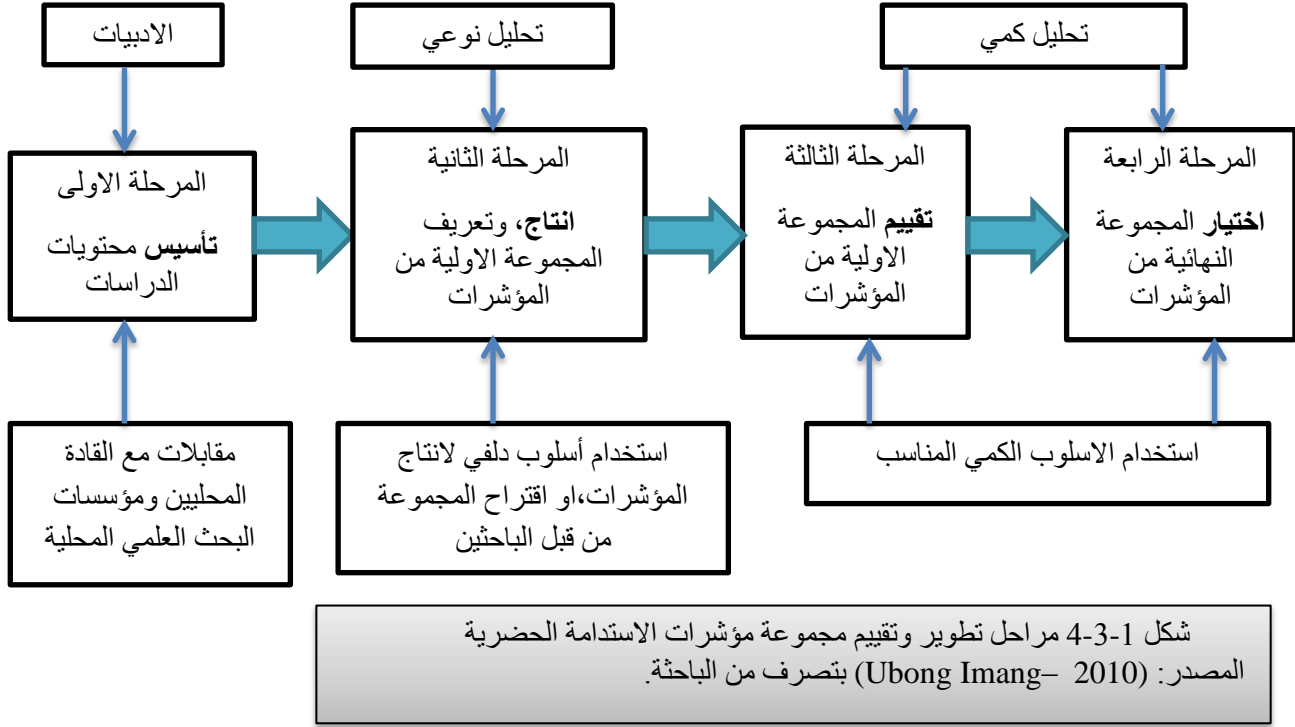 الادبيات
تحليل نوعي
تحليل كمي
المرحلة الاولى
تأسيس محتويات
الدراسات
المرحلة الثانية
انتاج، وتعريف
المجموعة الاولية من
المؤشرات
المرحلة الثالثة
تقييم المجموعة
الاولية من
المؤشرات
المرحلة الرابعة
اختيار المجموعة
النهائية من
المؤشرات
مقابلات مع القادة
المحليين ومؤسسات
البحث العلمي المحلية
استخدام أسلوب دلفي لانتاج
المؤشرات،او اقتراح المجموعة
من قبل الباحثين
استخدام الاسلوب الكمي المناسب
شكل 1-3-4 مراحل تطوير وتقييم مجموعة مؤشرات الاستدامة الحضرية
المصدر: (Ubong Imang– 2010) بتصرف من الباحثة.